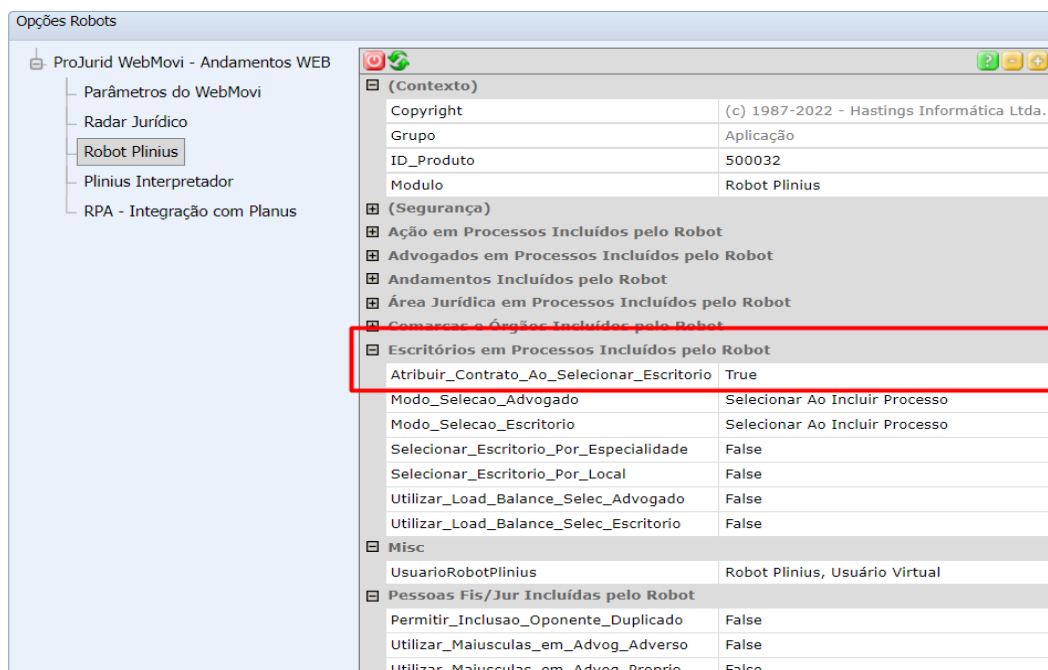 Opções Robots
ProJurid WebMovi - Andamentos WEB
Parâmetros do WebMovi
Radar Jurídico
Robot Plinius
Plinius Interpretador
RPA - Integração com Planus
(Contexto)
Copyright (c) 1987-2022 - Hastings Informática Ltda.
Grupo Aplicação
ID_Produto 500032
Modulo Robot Plinius
(Segurança)
Ação em Processos Incluídos pelo Robot
Advogados em Processos Incluídos pelo Robot
Andamentos Incluídos pelo Robot
Área Jurídica em Processos Incluídos pelo Robot
Comarcas e Órgãos Incluídos pelo Robot
Escritórios em Processos Incluídos pelo Robot
Atribuir_Contrato_Ao_Selecionar_Escritorio True
Modo_Selecao_Advogado Selecionar Ao Incluir Processo
Modo_Selecao_Escritorio Selecionar Ao Incluir Processo
Selecionar_Escritorio_Por_Especialidade False
Selecionar_Escritorio_Por_Local False
Utilizar_Load_Balance_Selec_Advogado False
Utilizar_Load_Balance_Selec_Escritorio False
Misc
UsuarioRobotPlinius Robot Plinius, Usuário Virtual
Pessoas Fis/Jur Incluídas pelo Robot
Permitir_Inclusao_Oponente_Duplicado False
Utilizar_Maiusculas_em_Advog_Adverso False
Utilizar_Maiusculas_em_Advog_Proprio False